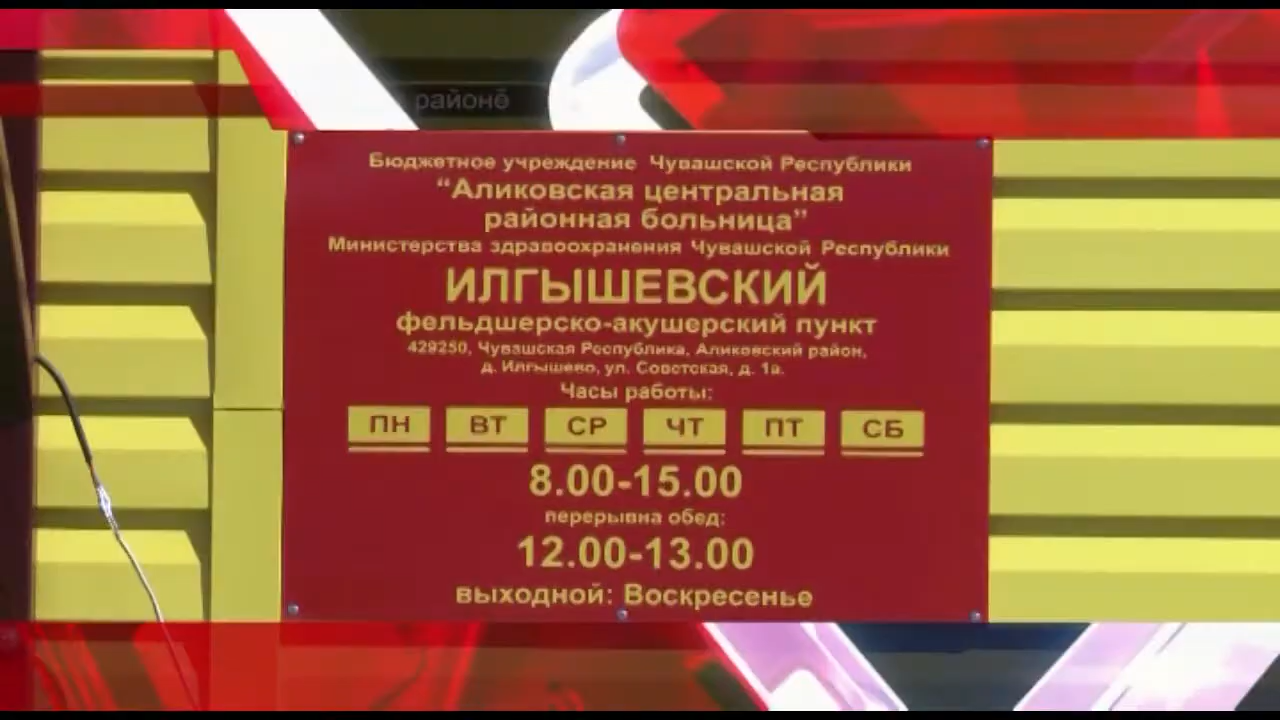 районе
Бюджетное учреждение Чувашской Республики
“Аликовская центральная
районная больница”
Министерства здравоохранения Чувашской Республики
ИЛГЫШЕВСКИЙ
фельдшерско-акушерский пункт
429250, Чувашская Республика, Аликовский район,
д. Илгышево, ул. Советская, д. 1а.
Часы работы:
ПН ВТ СР ЧТ ПТ СБ
8.00-15.00
перерывна обед:
12.00-13.00
выходной: Воскресенье